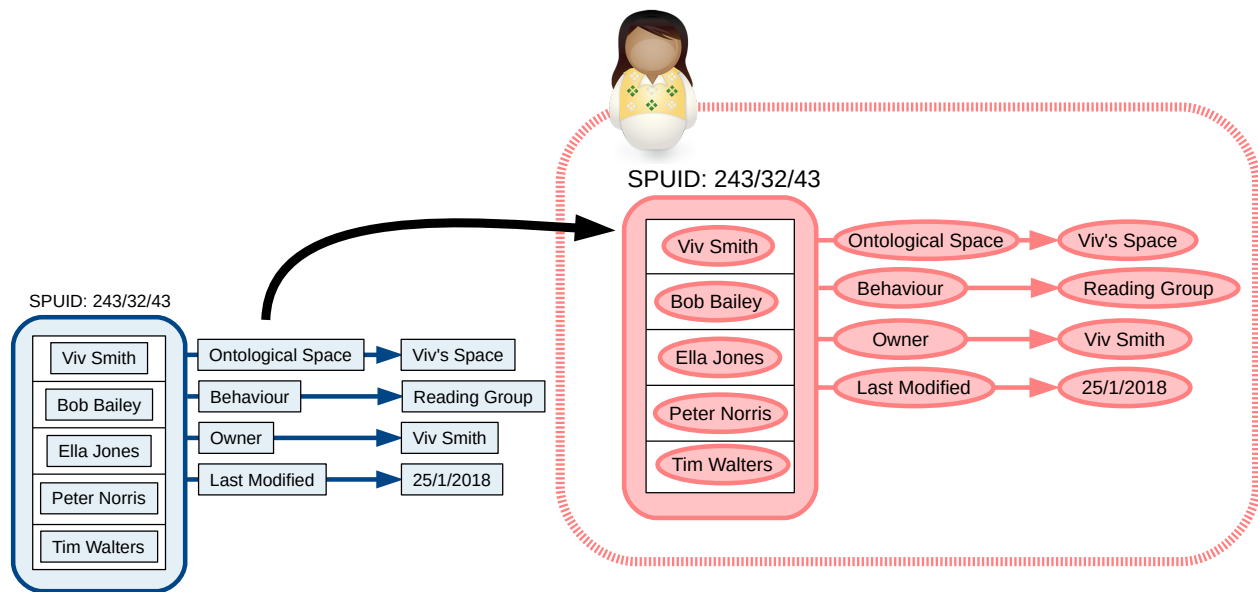 SPUID: 243/32/43
Viv Smith
Bob Bailey
Ella Jones
Peter Norris
Tim Walters
Ontological Space
Viv's Space
Behaviour
Reading Group
Owner
Viv Smith
Last Modified
25/1/2018
SPUID: 243/32/43
Viv Smith
Bob Bailey
Ella Jones
Peter Norris
Tim Walters
Ontological Space
Viv's Space
Behaviour
Reading Group
Owner
Viv Smith
Last Modified
25/1/2018